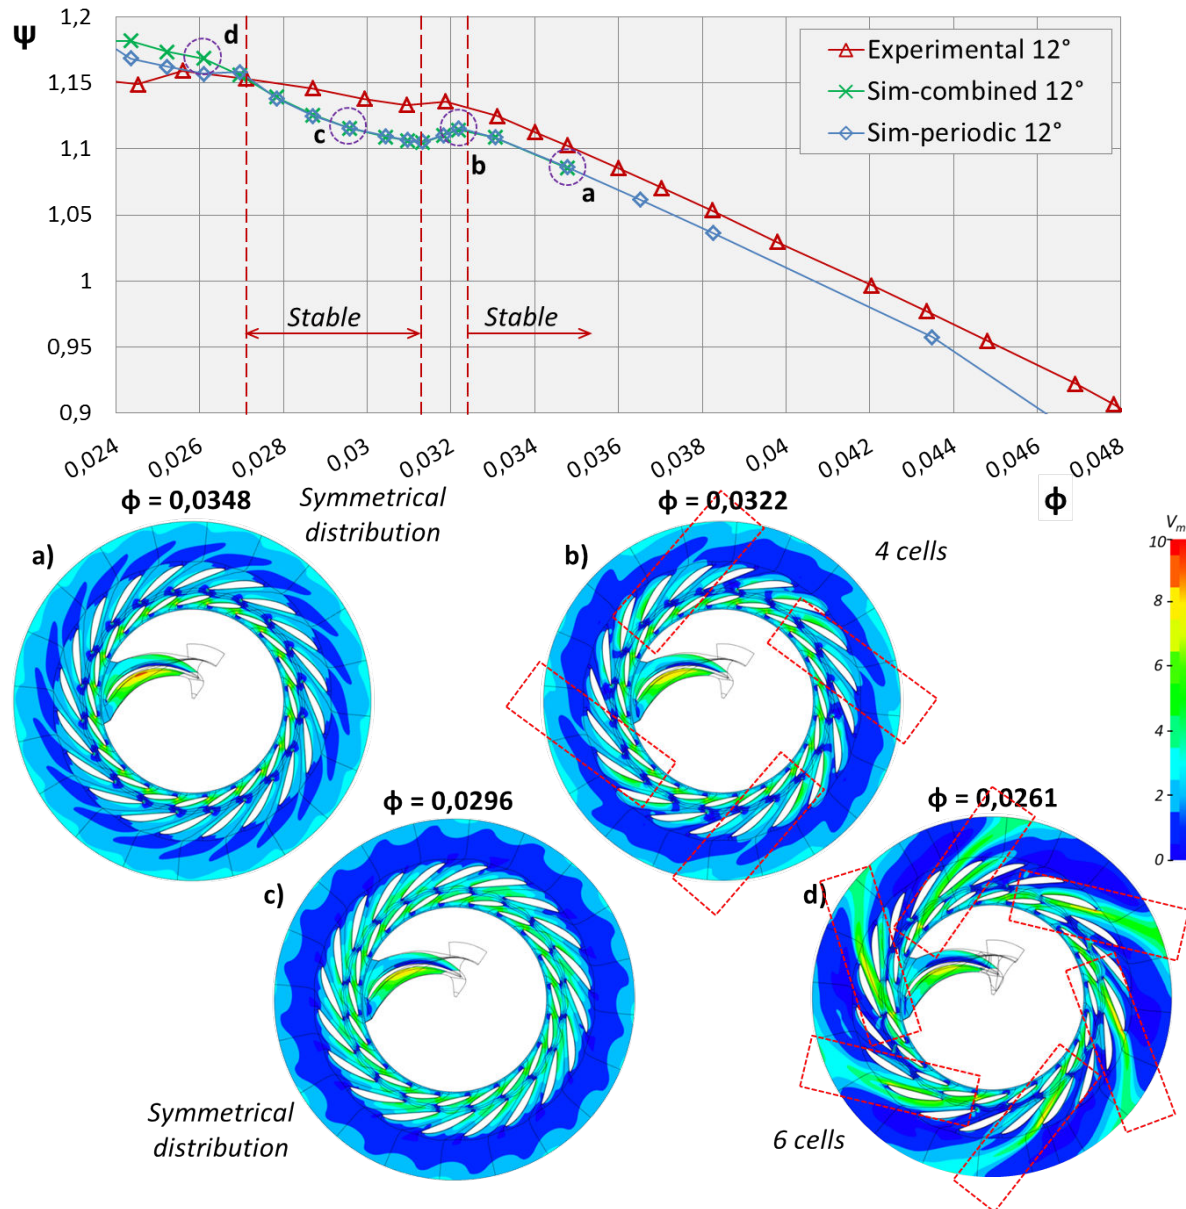 Ψ
1,2
1,15
1,1
1,05
1
0,95
0,9
Experimental 12°
Sim-combined 12°
Sim-periodic 12°
d
c
b
a
Stable
Stable
0,024
0,026
0,028
0,03
0,032
0,034
0,036
0,038
0,04
0,042
0,044
0,046
0,048
ϕ
ϕ = 0,0348
Symmetrical
distribution
a)
ϕ = 0,0322
4 cells
b)
V_m
10
8
6
4
2
0
ϕ = 0,0296
c)
Symmetrical
distribution
ϕ = 0,0261
d)
6 cells